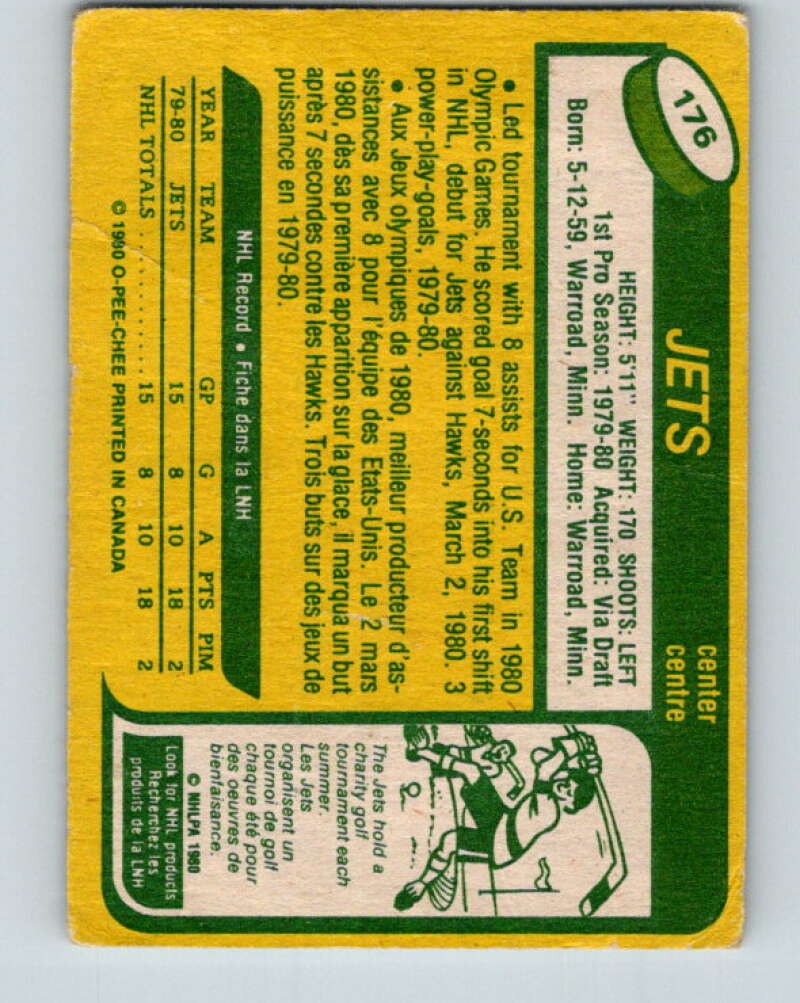 176
JETS
center
centre
HEIGHT: 5'11" WEIGHT: 170 SHOOTS: LEFT
1st Pro Season: 1979-80 Acquired: Via Draft
Born: 5-12-59, Warroad, Minn. Home: Warroad, Minn.
• Led tournament with 8 assists for U.S. Team in 1980
Olympic Games. He scored goal 7-seconds into his first shift
in NHL, debut for Jets against Hawks, March 2, 1980. 3
power-play-goals, 1979-80.
• Aux Jeux olympiques de 1980, meilleur producteur d'as-
sistances avec 8 pour l'équipe des Etats-Unis. Le 2 mars
1980, dès sa première apparition sur la glace, il marqua un but
après 7 secondes contre les Hawks. Trois buts sur des jeux de
puissance en 1979-80.
NHL Record • Fiche dans la LNH
YEAR TEAM GP G A PTS PIM
79-80 JETS 15 8 10 18 2
NHL TOTALS .......... 15 8 10 18 2
© 1980 O-PEE-CHEE PRINTED IN CANADA
The Jets hold a
charity golf
tournament each
summer.
Les Jets
organisent un
tournoi de golf
chaque été pour
des oeuvres de
bienfaisance.
© NHLPA 1980
Look for NHL products
Recherchez les
produits de la LNH